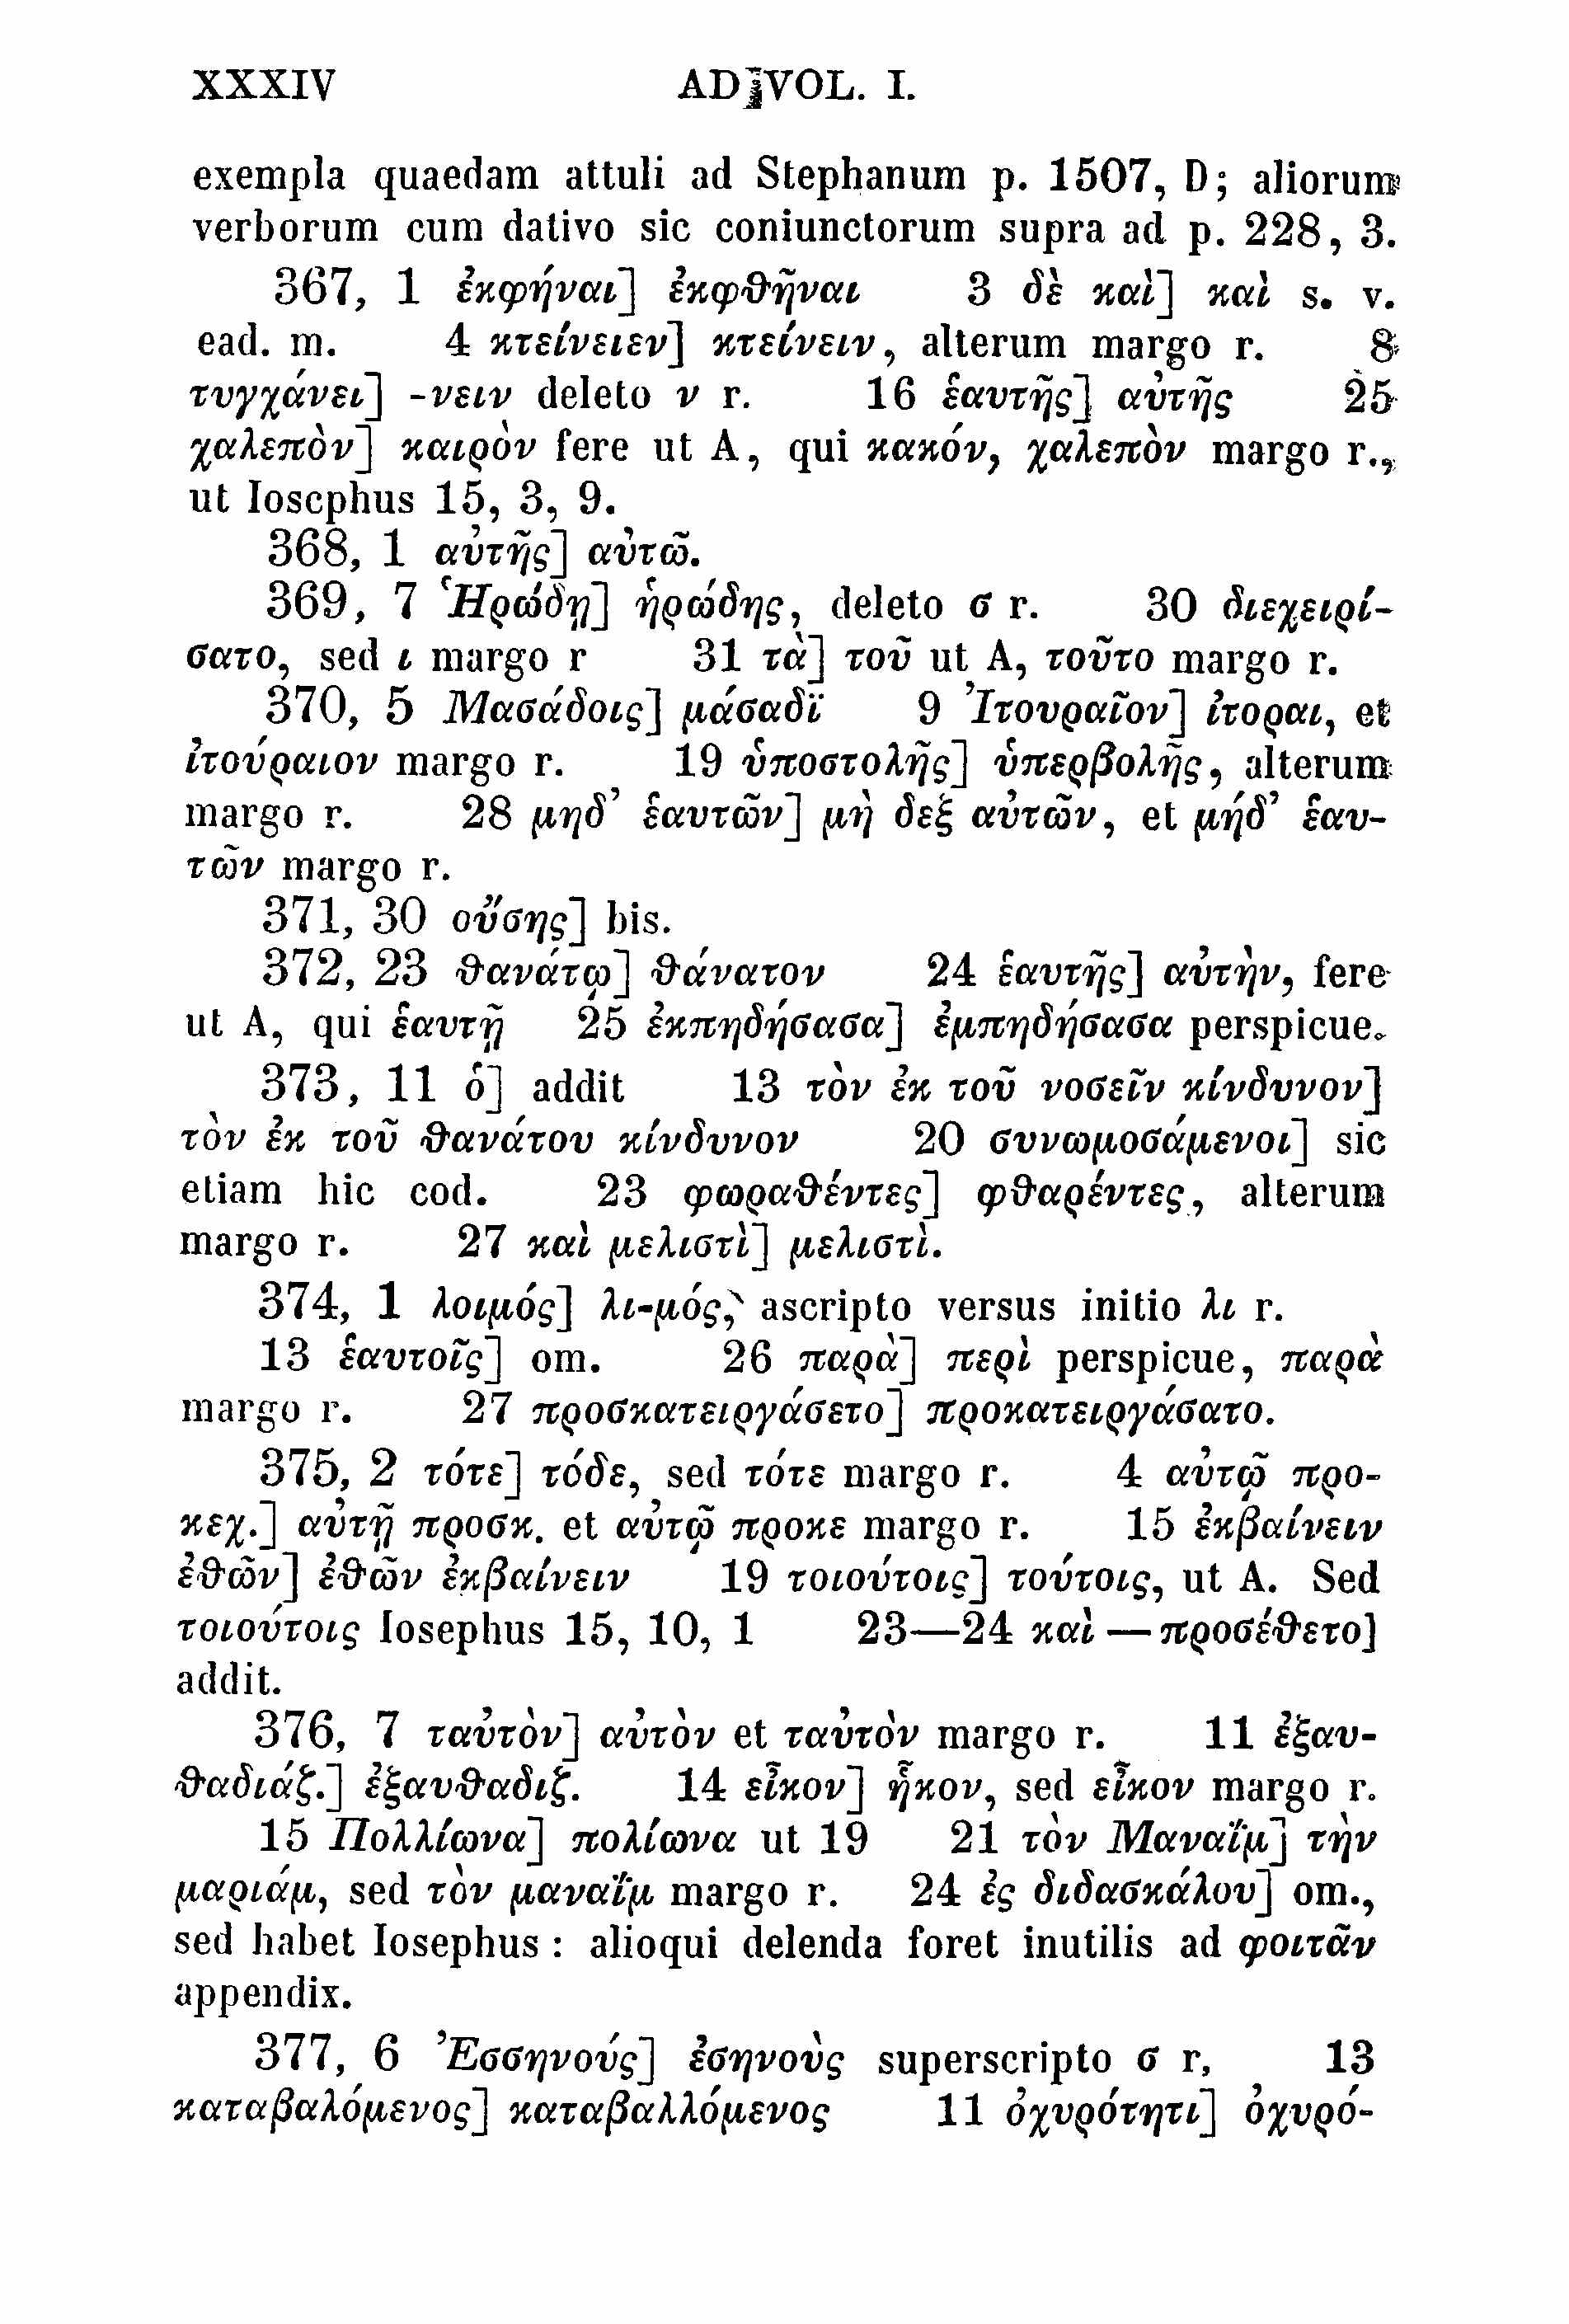 XXXIV AD VOL. I.
exempla quaedam attuli ad Stephanum p. 1507, D; aliorum
verborum cum dativo sic coniunctorum supra ad p. 228, 3.
367, 1 ἐκφήναι] ἐκφθῆναι 3 δὲ καὶ] καὶ s. v.
ead. m. 4 κτείνειεν] κτείνειν, alterum margo r. 8
τυγχάνει] -νειν deleto ν r. 16 ἑαυτῆς] αὐτῆς 25
χαλεπὸν] καιρὸν fere ut A, qui κακόν, χαλεπὸν margo r.,
ut Iosephus 15, 3, 9.
368, 1 αὐτῆς] αὐτῶ.
369, 7 Ἡρώδῃ] ἡρώδης, deleto σ r. 30 διεχειρί-
σατο, sed ι margo r 31 τὰ] τοῦ ut A, τοῦτο margo r.
370, 5 Μασάδοις] μάσαδϊ 9 Ἰτουραῖον] ἰτοραι, et
ἰτούραιον margo r. 19 ὑποστολῆς] ὑπερβολῆς, alterum
margo r. 28 μηδ’ ἑαυτῶν] μὴ δεξ αὐτῶν, et μήδ’ ἑαυ-
τῶν margo r.
371, 30 οὔσης] bis.
372, 23 θανάτῳ] θάνατον 24 ἑαυτῆς] αὐτὴν, fere
ut A, qui ἑαυτῇ 25 ἐκπηδήσασα] ἐμπηδήσασα perspicue.
373, 11 ὁ] addit 13 τὸν ἐκ τοῦ νοσεῖν κίνδυνον]
τὸν ἐκ τοῦ θανάτου κίνδυνον 20 συνωμοσάμενοι] sic
etiam hic cod. 23 φωραθέντες] φθαρέντες, alterum
margo r. 27 καὶ μελιστὶ] μελιστὶ.
374, 1 λοιμός] λι-μός, ascripto versus initio λι r.
13 ἑαυτοῖς] om. 26 παρὰ] περὶ perspicue, παρὰ
margo r. 27 προσκατειργάσετο] προκατειργάσατο.
375, 2 τότε] τόδε, sed τότε margo r. 4 αὐτῷ προ-
κεχ.] αὐτῇ προσκ. et αὐτῷ προκε margo r. 15 ἐκβαίνειν
ἐθῶν] ἐθῶν ἐκβαίνειν 19 τοιούτοις] τούτοις, ut A. Sed
τοιούτοις Iosephus 15, 10, 1 23—24 καὶ — προσέθετο]
addit.
376, 7 ταὐτὸν] αὐτὸν et ταὐτὸν margo r. 11 ἐξαυ-
θαδιάζ.] ἐξαυθαδιζ. 14 εἶκον] ἧκον, sed εἶκον margo r.
15 Πολλίωνα] πολίωνα ut 19 21 τὸν Μαναΐμ] τὴν
μαριάμ, sed τὸν μαναΐμ margo r. 24 ἐς διδασκάλου] om.,
sed habet Iosephus : alioqui delenda foret inutilis ad φοιτᾶν
appendix.
377, 6 Ἐσσηνούς] ἐσηνοὺς superscripto σ r, 13
καταβαλόμενος] καταβαλλόμενος 11 ὀχυρότητι] ὀχυρό-